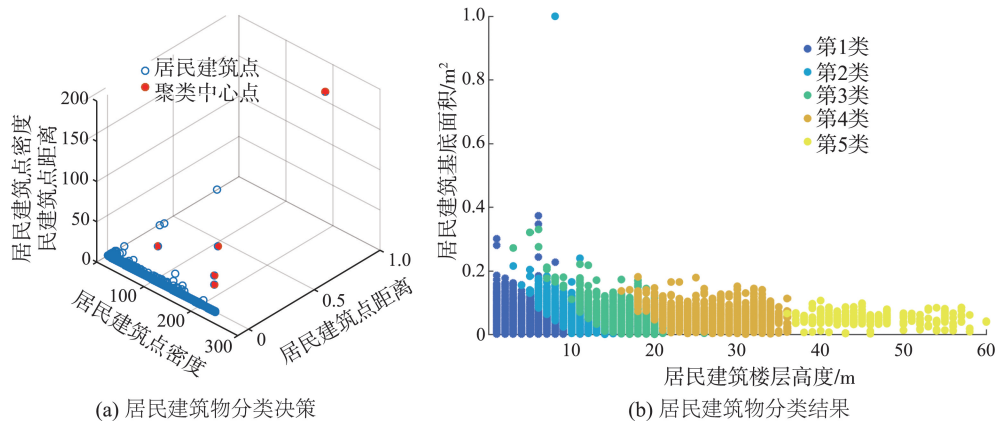 居民建筑点
聚类中心点
200
150
100
50
0
居民建筑点密度
民建筑点距离
100
200
300
居民建筑点密度
0
0.5
1.0
居民建筑点距离
(a) 居民建筑物分类决策
1.0
0.8
0.6
0.4
0.2
0
居民建筑基底面积/m²
第1类
第2类
第3类
第4类
第5类
10
20
30
40
50
60
居民建筑楼层高度/m
(b) 居民建筑物分类结果